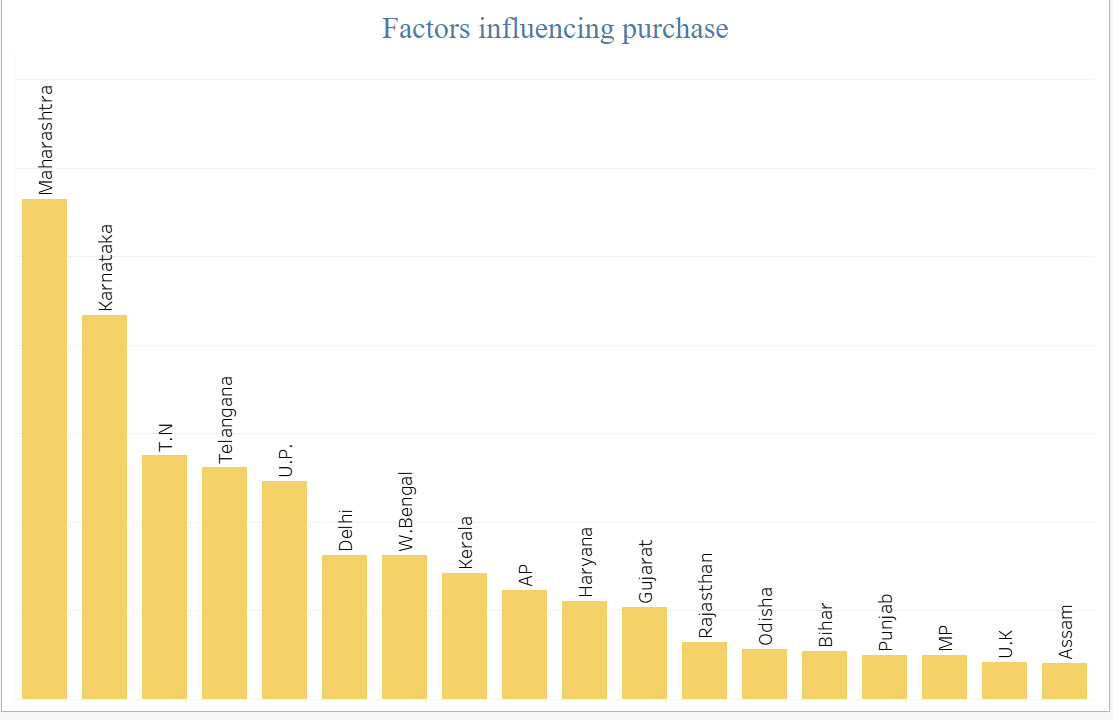 Factors influencing purchase
Maharashtra
Karnataka
T.N
Telangana
U.P.
Delhi
W.Bengal
Kerala
AP
Haryana
Gujarat
Rajasthan
Odisha
Bihar
Punjab
MP
U.K
Assam